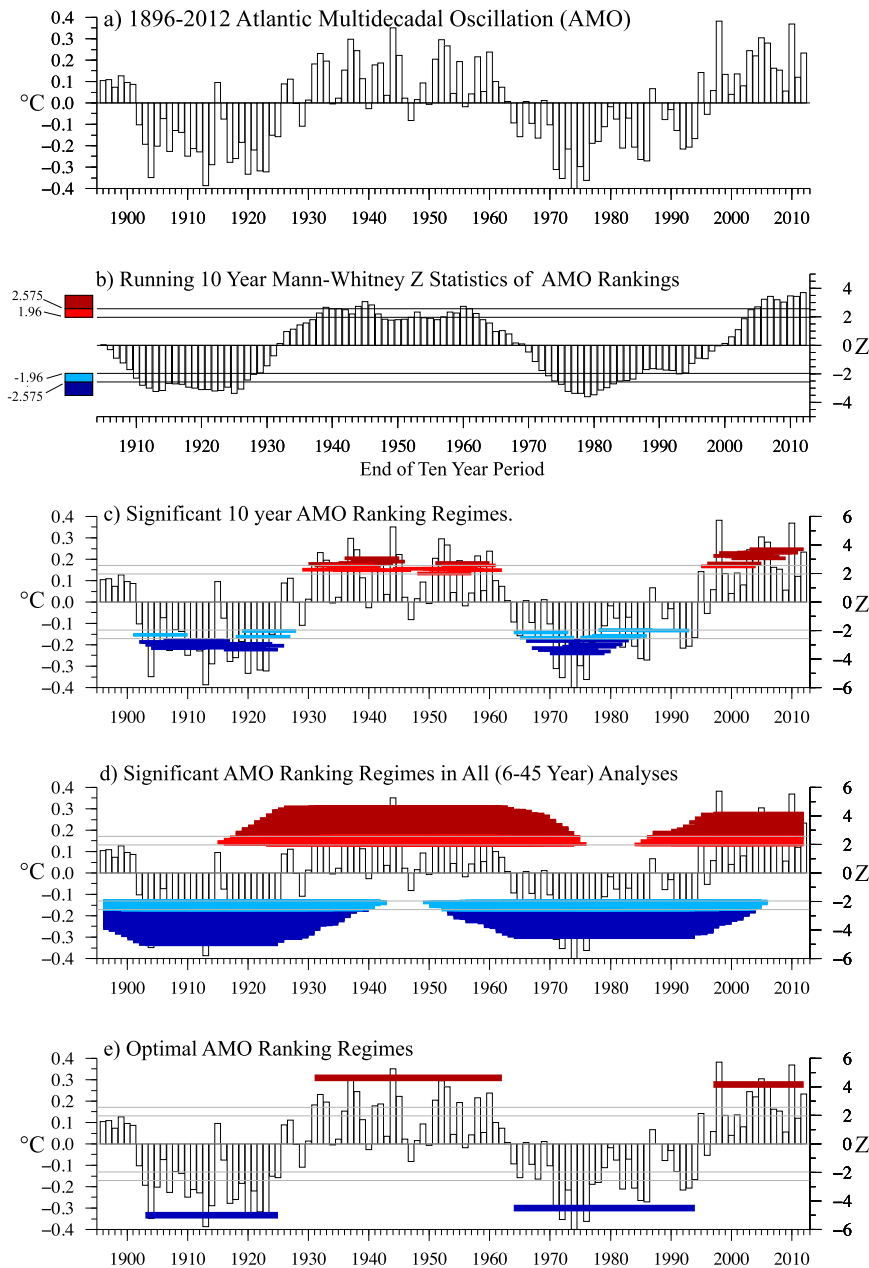 a) 1896-2012 Atlantic Multidecadal Oscillation (AMO)
0.4
0.3
0.2
0.1
°C 0.0
−0.1
−0.2
−0.3
−0.4
1900 1910 1920 1930 1940 1950 1960 1970 1980 1990 2000 2010
b) Running 10 Year Mann-Whitney Z Statistics of AMO Rankings
2.575
1.96
-1.96
-2.575
4
2
0 Z
−2
−4
1910 1920 1930 1940 1950 1960 1970 1980 1990 2000 2010
End of Ten Year Period
c) Significant 10 year AMO Ranking Regimes.
0.4 6
0.3 4
0.2
0.1 2
°C 0.0 0 Z
−0.1 −2
−0.2
−0.3 −4
−0.4 −6
1900 1910 1920 1930 1940 1950 1960 1970 1980 1990 2000 2010
d) Significant AMO Ranking Regimes in All (6-45 Year) Analyses
0.4 6
0.3 4
0.2
0.1 2
°C 0.0 0 Z
−0.1 −2
−0.2
−0.3 −4
−0.4 −6
1900 1910 1920 1930 1940 1950 1960 1970 1980 1990 2000 2010
e) Optimal AMO Ranking Regimes
0.4 6
0.3 4
0.2
0.1 2
°C 0.0 0 Z
−0.1 −2
−0.2
−0.3 −4
−0.4 −6
1900 1910 1920 1930 1940 1950 1960 1970 1980 1990 2000 2010